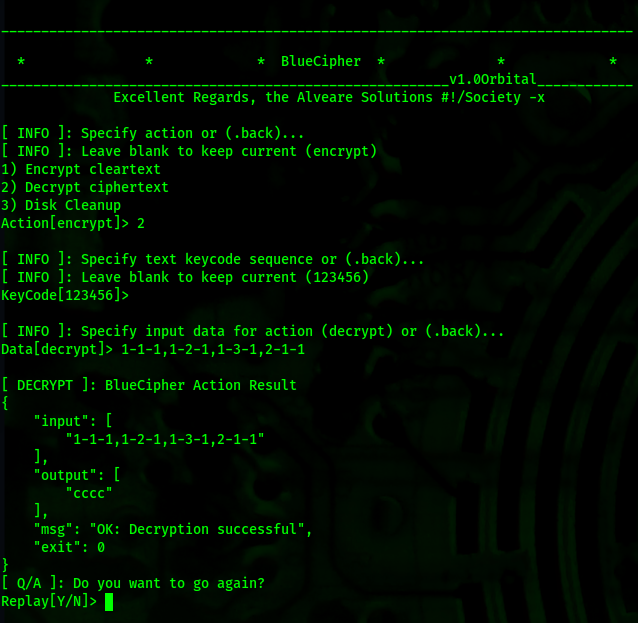 ________________________________________________________________________________
* * * BlueCipher * * *
________________________________________________________v1.0Orbital____________
Excellent Regards, the Alveare Solutions #!/Society -x
[ INFO ]: Specify action or (.back)...
[ INFO ]: Leave blank to keep current (encrypt)
1) Encrypt cleartext
2) Decrypt ciphertext
3) Disk Cleanup
Action[encrypt]> 2
[ INFO ]: Specify text keycode sequence or (.back)...
[ INFO ]: Leave blank to keep current (123456)
KeyCode[123456]>
[ INFO ]: Specify input data for action (decrypt) or (.back)...
Data[decrypt]> 1-1-1,1-2-1,1-3-1,2-1-1
[ DECRYPT ]: BlueCipher Action Result
{
    "input": [
        "1-1-1,1-2-1,1-3-1,2-1-1"
    ],
    "output": [
        "cccc"
    ],
    "msg": "OK: Decryption successful",
    "exit": 0
}
[ Q/A ]: Do you want to go again?
Replay[Y/N]>